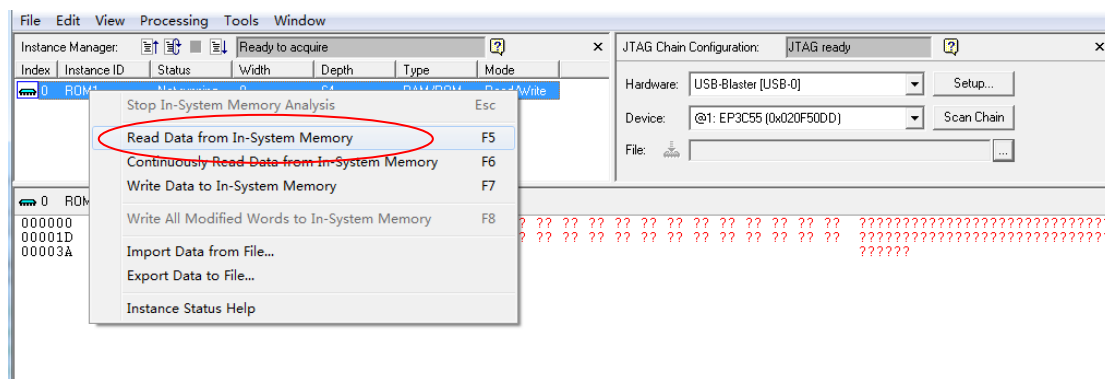 File Edit View Processing Tools Window
Instance Manager: Ready to acquire
JTAG Chain Configuration: JTAG ready
Index Instance ID Status Width Depth Type Mode
0 ROM1
Hardware: USB-Blaster [USB-0] Setup...
Device: @1: EP3C55 (0x020F50DD) Scan Chain
File: ...
Stop In-System Memory Analysis Esc
Read Data from In-System Memory F5
Continuously Read Data from In-System Memory F6
Write Data to In-System Memory F7
Write All Modified Words to In-System Memory F8
Import Data from File...
Export Data to File...
Instance Status Help
0 ROM
000000 ? ?? ?? ?? ?? ?? ?? ?? ?? ?? ?? ?? ?? ????????????????????????????
00001D ? ?? ?? ?? ?? ?? ?? ?? ?? ?? ?? ?? ?? ????????????????????????????
00003A ??????